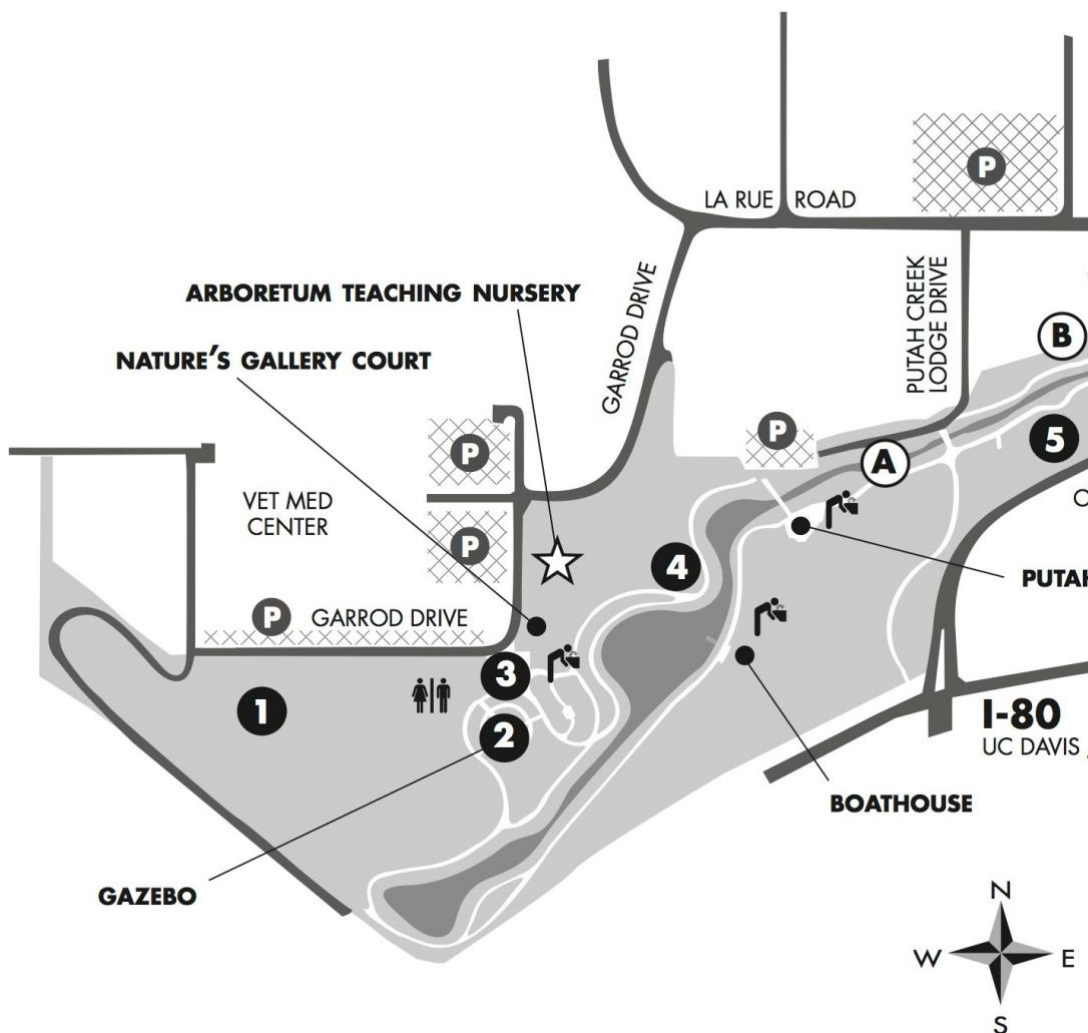 LA RUE ROAD
P
ARBORETUM TEACHING NURSERY
NATURE'S GALLERY COURT
GARROD DRIVE
PUTAH CREEK
LODGE DRIVE
B
P
A
5
P
VET MED
CENTER
P
4
C
PUTAH
P
GARROD DRIVE
3
1
2
I-80
UC DAVIS
BOATHOUSE
GAZEBO
N
W
E
S